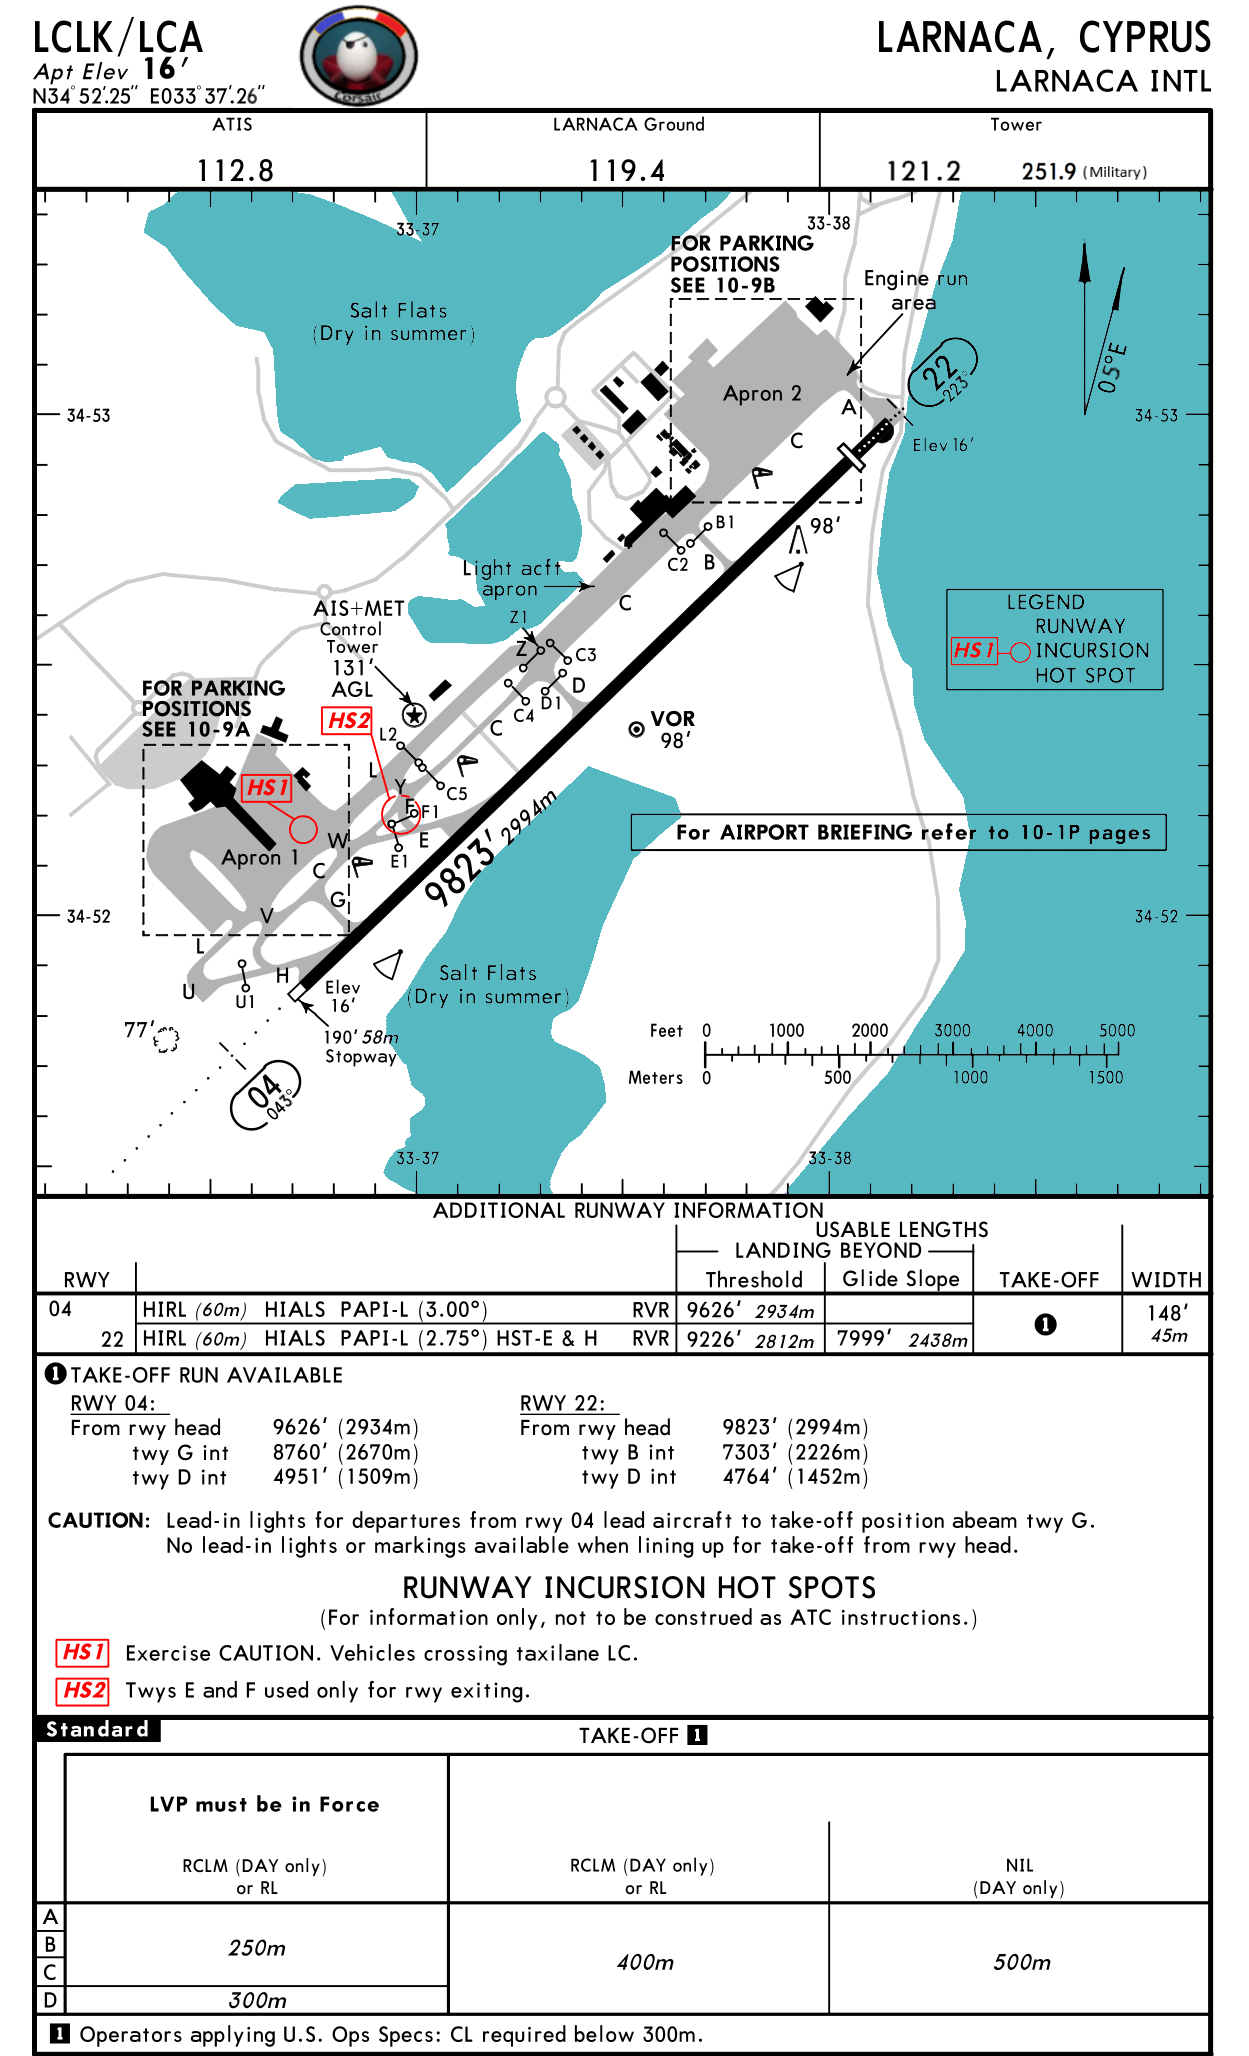 LCLK/LCA
Apt Elev 16'
N34°52'.25" E033°37'.26"
Corsair
LARNACA, CYPRUS
LARNACA INTL
ATIS
112.8
LARNACA Ground
119.4
Tower
121.2 251.9 (Military)
33-37
33-38
FOR PARKING
POSITIONS
SEE 10-9B
Engine run
area
Salt Flats
(Dry in summer)
05°E
22
223°
Apron 2
A
34-53
34-53
C
Elev 16'
B1
98'
C2
B
Light acft
apron
C
LEGEND
HS1
RUNWAY
INCURSION
HOT SPOT
AIS+MET
Control
Tower
131'
AGL
Z1
Z
C3
D
D1
C4
FOR PARKING
POSITIONS
SEE 10-9A
HS2
C
VOR
98'
L2
L
HS1
Y
C5
F
F1
E
E1
9823' 2994m
For AIRPORT BRIEFING refer to 10-1P pages
W
Apron 1
C
G
34-52
V
34-52
L
H
U
U1
Elev
16'
Salt Flats
(Dry in summer)
77'
190' 58m
Stopway
04
043°
Feet 0 1000 2000 3000 4000 5000
Meters 0 500 1000 1500
33-37
33-38
ADDITIONAL RUNWAY INFORMATION
USABLE LENGTHS
LANDING BEYOND
RWY Threshold Glide Slope TAKE-OFF WIDTH
04 HIRL (60m) HIALS PAPI-L (3.00°) RVR 9626' 2934m 1 148'
22 HIRL (60m) HIALS PAPI-L (2.75°) HST-E & H RVR 9226' 2812m 7999' 2438m 45m
1 TAKE-OFF RUN AVAILABLE
RWY 04: RWY 22:
From rwy head 9626' (2934m) From rwy head 9823' (2994m)
twy G int 8760' (2670m) twy B int 7303' (2226m)
twy D int 4951' (1509m) twy D int 4764' (1452m)
CAUTION: Lead-in lights for departures from rwy 04 lead aircraft to take-off position abeam twy G.
No lead-in lights or markings available when lining up for take-off from rwy head.
RUNWAY INCURSION HOT SPOTS
(For information only, not to be construed as ATC instructions.)
HS1 Exercise CAUTION. Vehicles crossing taxilane LC.
HS2 Twys E and F used only for rwy exiting.
Standard
TAKE-OFF 1
LVP must be in Force
RCLM (DAY only)
or RL
RCLM (DAY only)
or RL
NIL
(DAY only)
A
B
C
D
250m
300m
400m
500m
1 Operators applying U.S. Ops Specs: CL required below 300m.